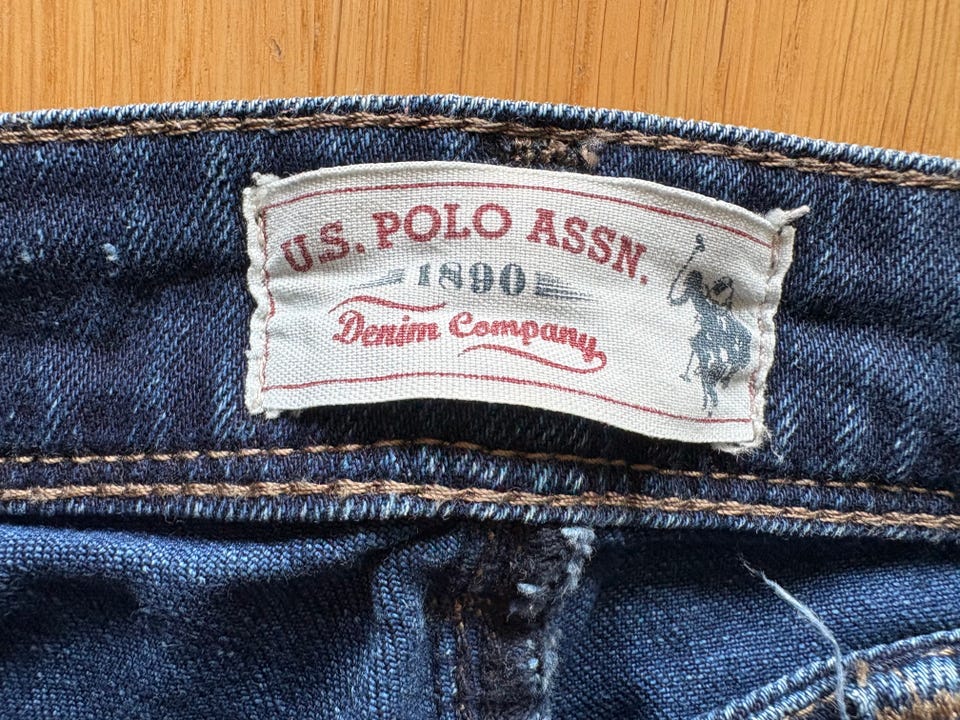 U.S. POLO ASSN.
1890
Denim Company